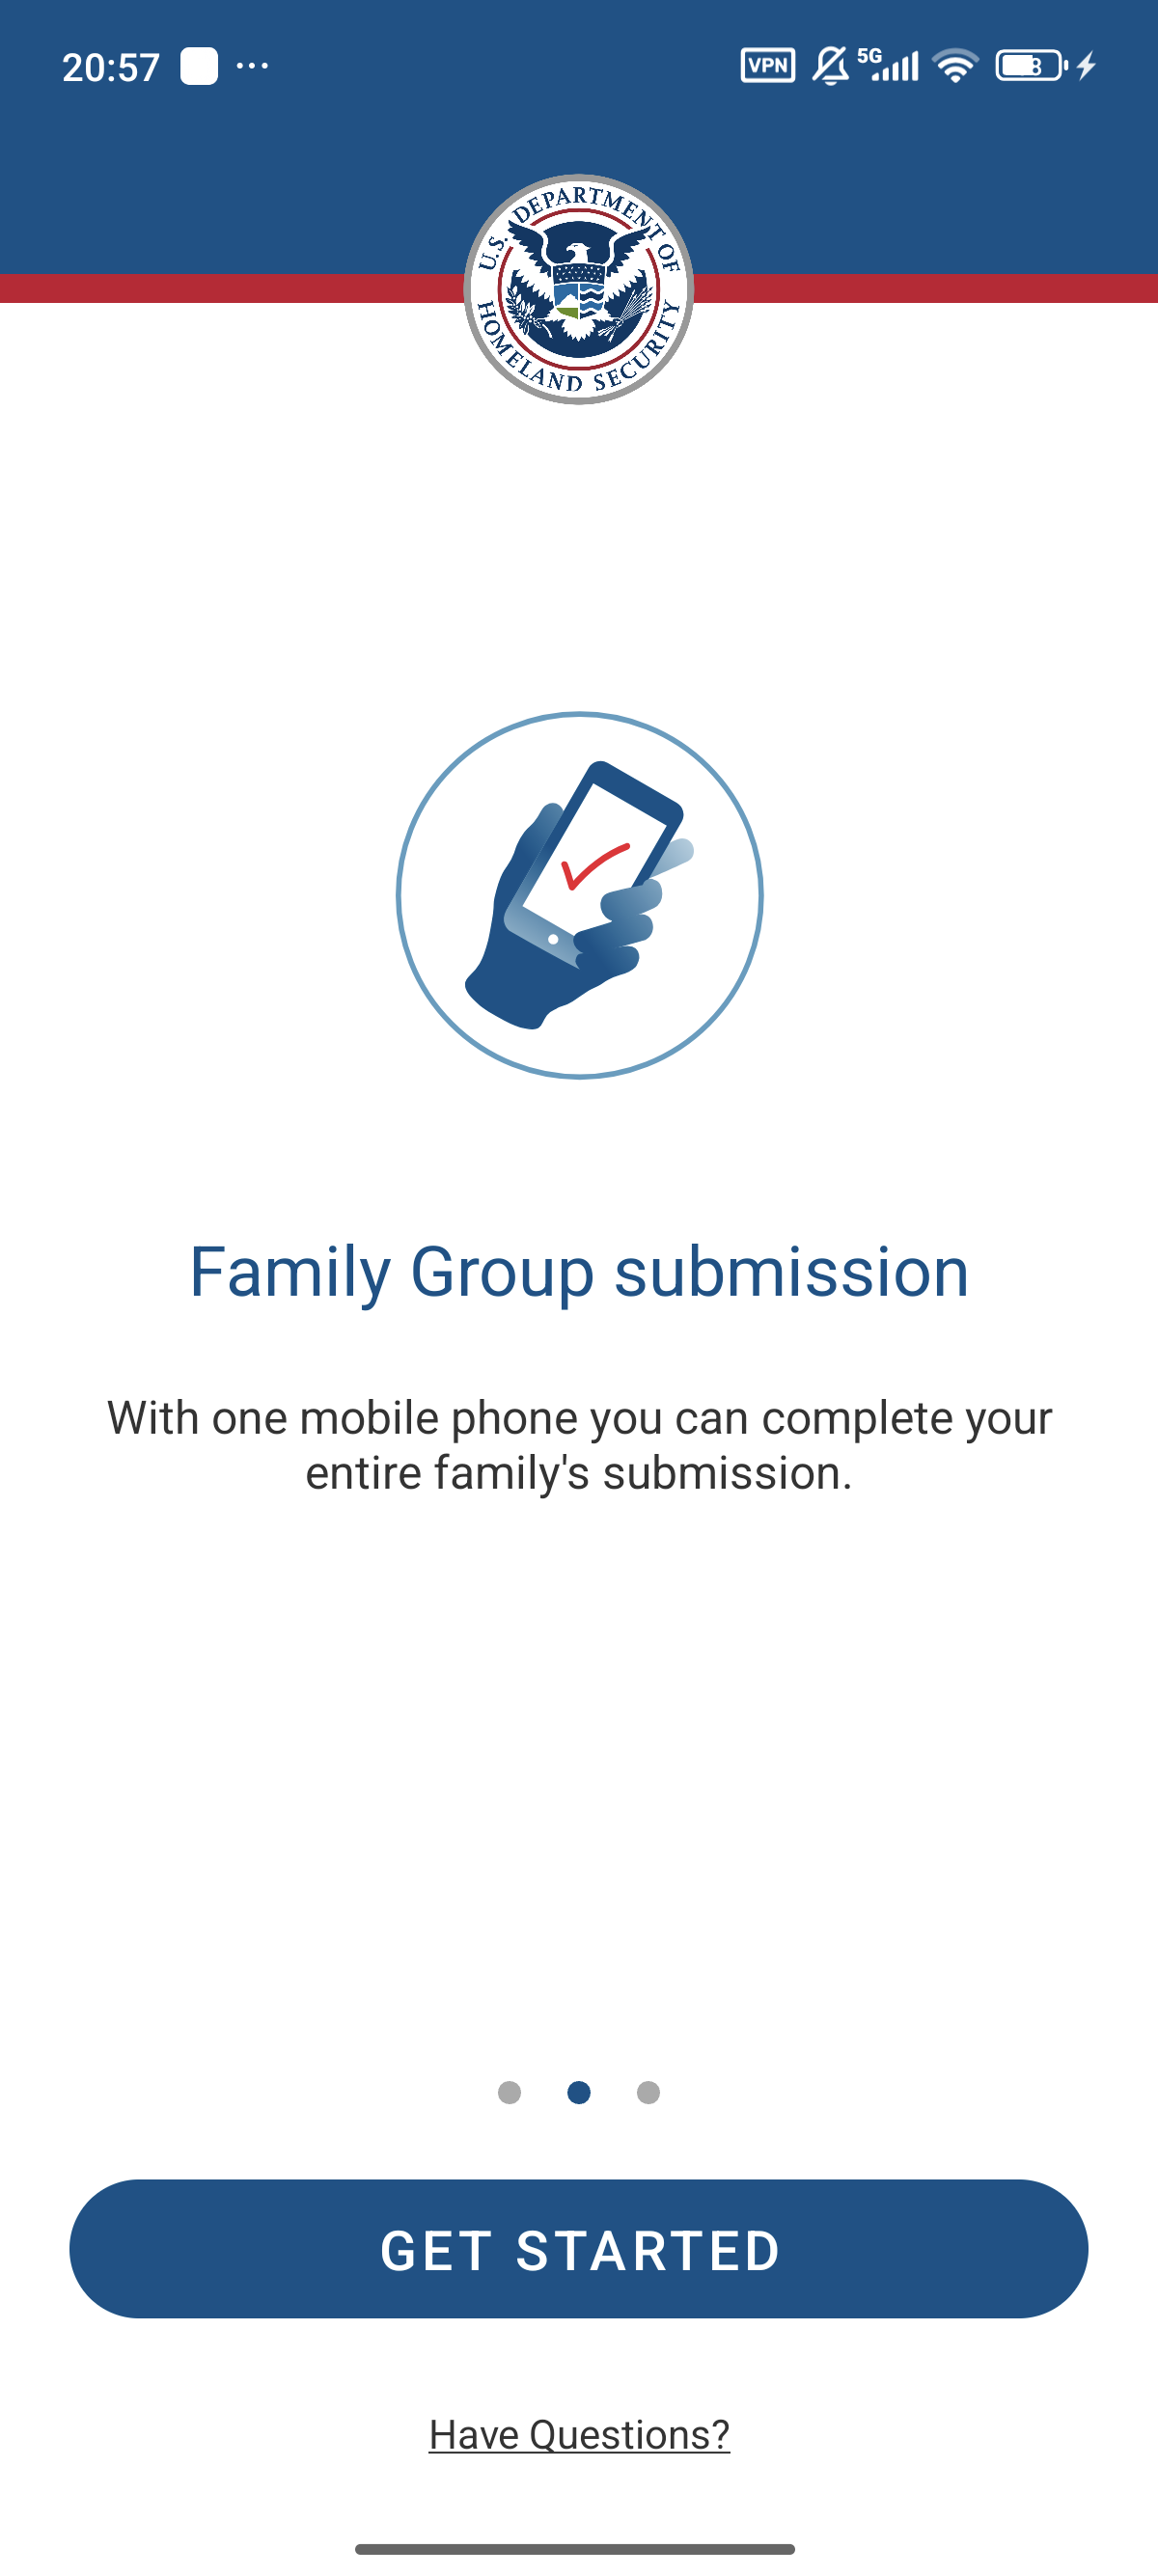 20:57
VPN
5G
U.S. DEPARTMENT OF
HOMELAND SECURITY
Family Group submission
With one mobile phone you can complete your
entire family's submission.
GET STARTED
Have Questions?